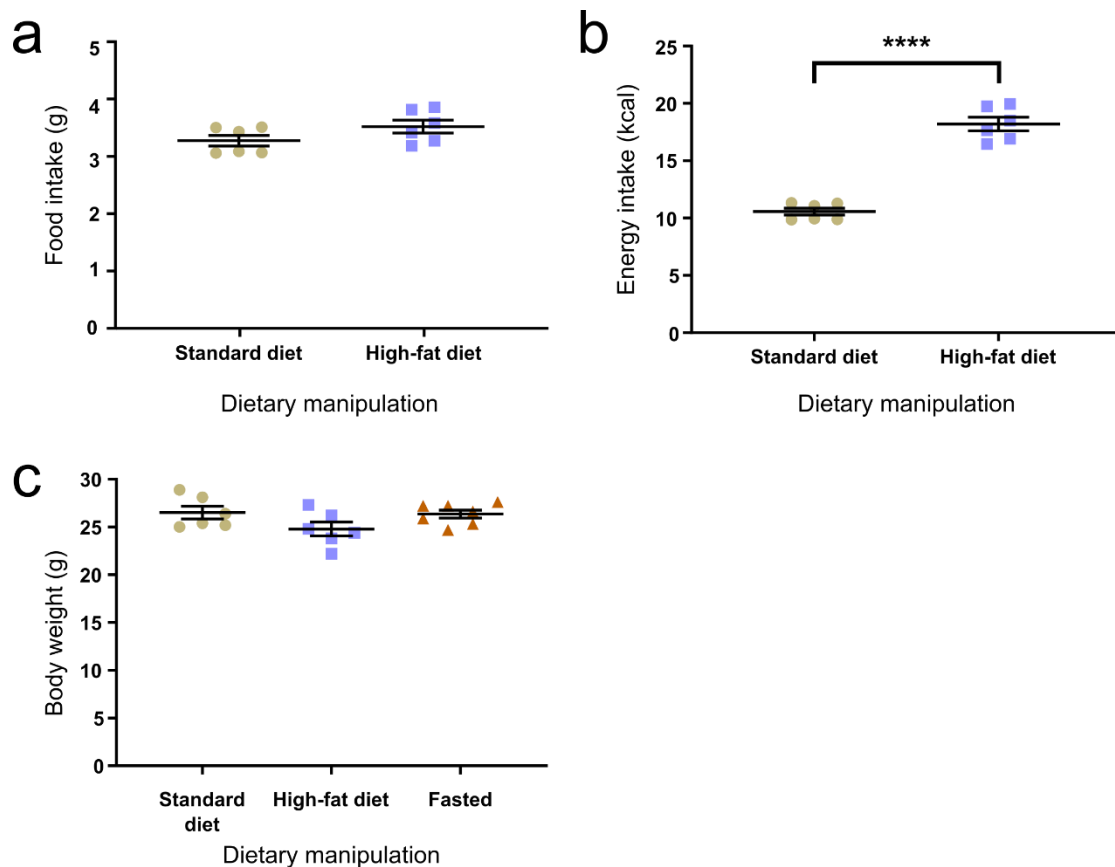 a
Food intake (g)
5
4
3
2
1
0
Standard diet High-fat diet
Dietary manipulation
b
Energy intake (kcal)
25
20
15
10
5
0
****
Standard diet High-fat diet
Dietary manipulation
c
Body weight (g)
30
25
20
15
10
5
0
Standard High-fat diet Fasted
diet
Dietary manipulation